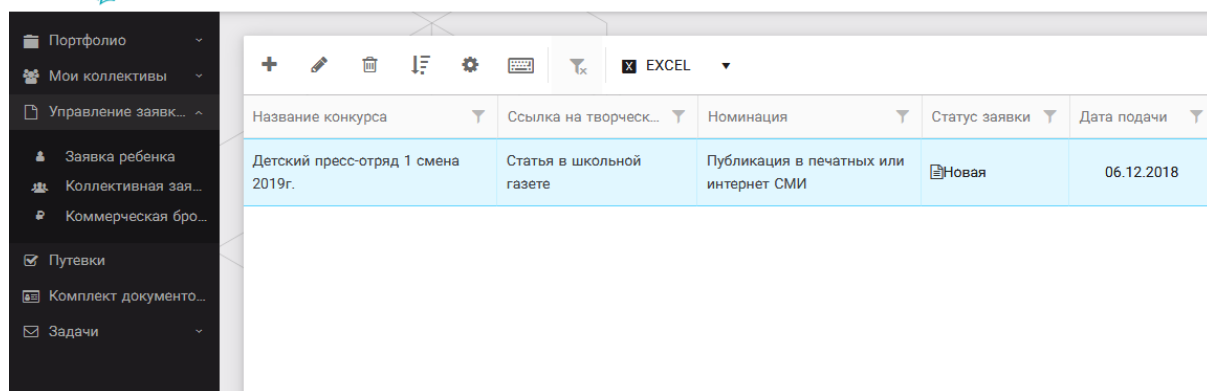 Портфолио
Мои коллективы
Управление заявк...
Заявка ребенка
Коллективная зая...
Коммерческая бро...
Путевки
Комплект документо...
Задачи
X EXCEL
Название конкурса
Ссылка на творческ...
Номинация
Статус заявки
Дата подачи
Детский пресс-отряд 1 смена
2019г.
Статья в школьной
газете
Публикация в печатных или
интернет СМИ
Новая
06.12.2018